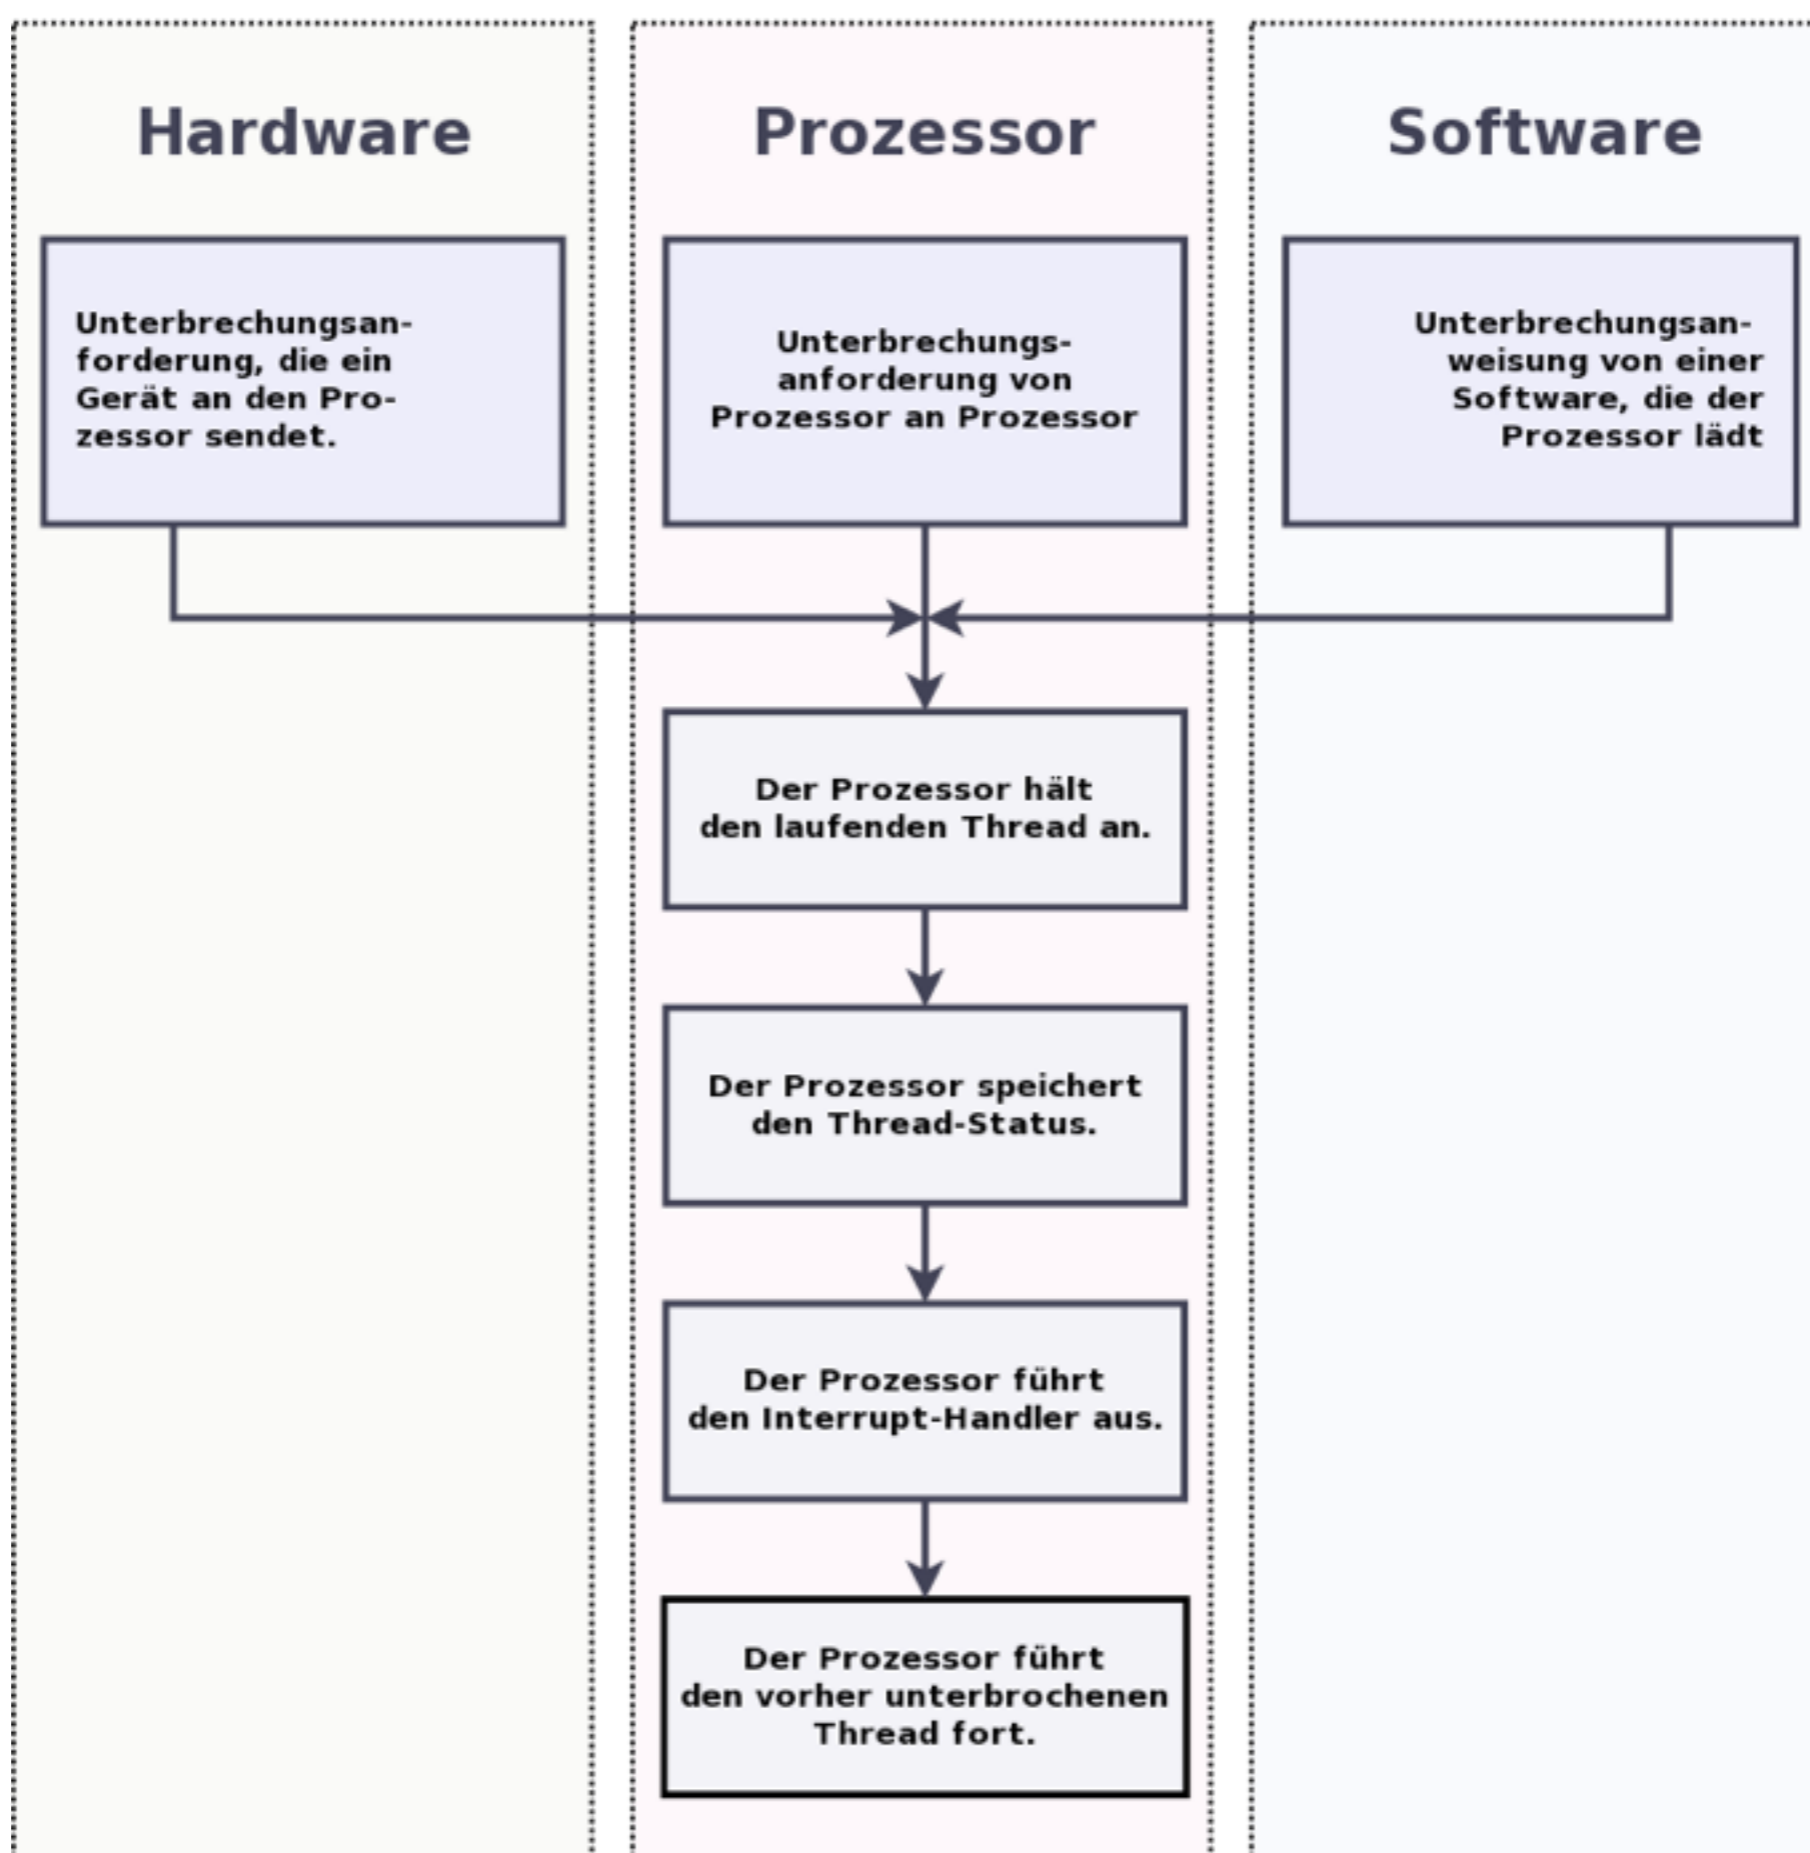 Hardware
Unterbrechungsan-
forderung, die ein
Gerät an den Pro-
zessor sendet.
Prozessor
Unterbrechungs-
anforderung von
Prozessor an Prozessor
Software
Unterbrechungsan-
weisung von einer
Software, die der
Prozessor lädt
Der Prozessor hält
den laufenden Thread an.
Der Prozessor speichert
den Thread-Status.
Der Prozessor führt
den Interrupt-Handler aus.
Der Prozessor führt
den vorher unterbrochenen
Thread fort.